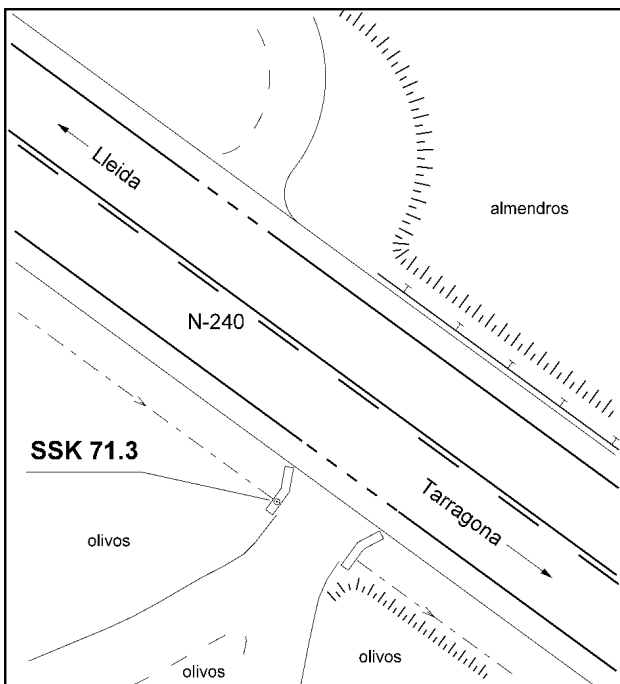 Lleida
almendros
N-240
SSK 71.3
Tarragona
olivos
olivos
olivos